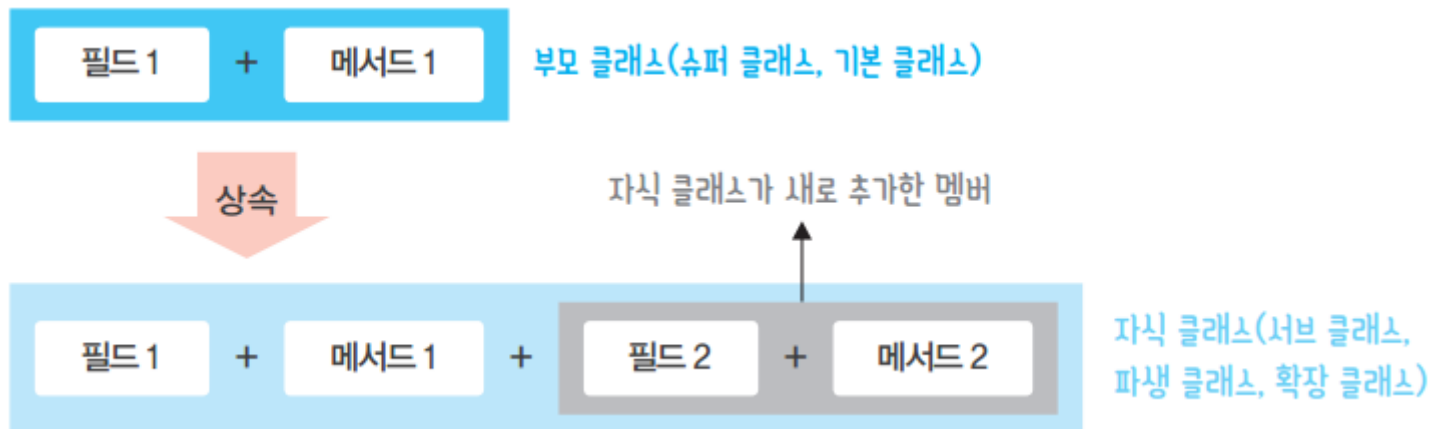 필드 1 + 메서드 1 부모 클래스(슈퍼 클래스, 기본 클래스)
상속
자식 클래스가 새로 추가한 멤버
필드 1 + 메서드 1 + 필드 2 + 메서드 2
자식 클래스(서브 클래스,
파생 클래스, 확장 클래스)